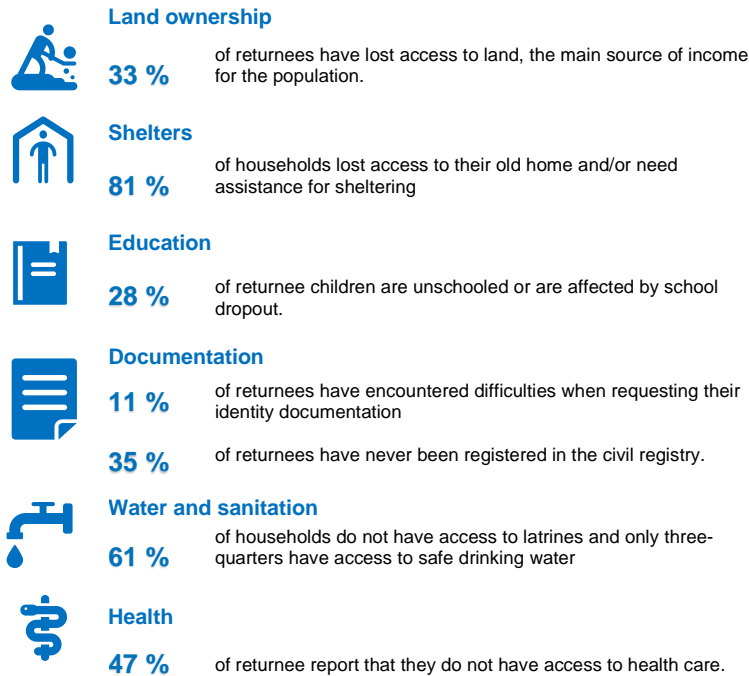 Land ownership
33 %
of returnees have lost access to land, the main source of income
for the population.
Shelters
81 %
of households lost access to their old home and/or need
assistance for sheltering
Education
28 %
of returnee children are unschooled or are affected by school
dropout.
Documentation
11 %
of returnees have encountered difficulties when requesting their
identity documentation
35 %
of returnees have never been registered in the civil registry.
Water and sanitation
61 %
of households do not have access to latrines and only three-
quarters have access to safe drinking water
Health
47 %
of returnee report that they do not have access to health care.